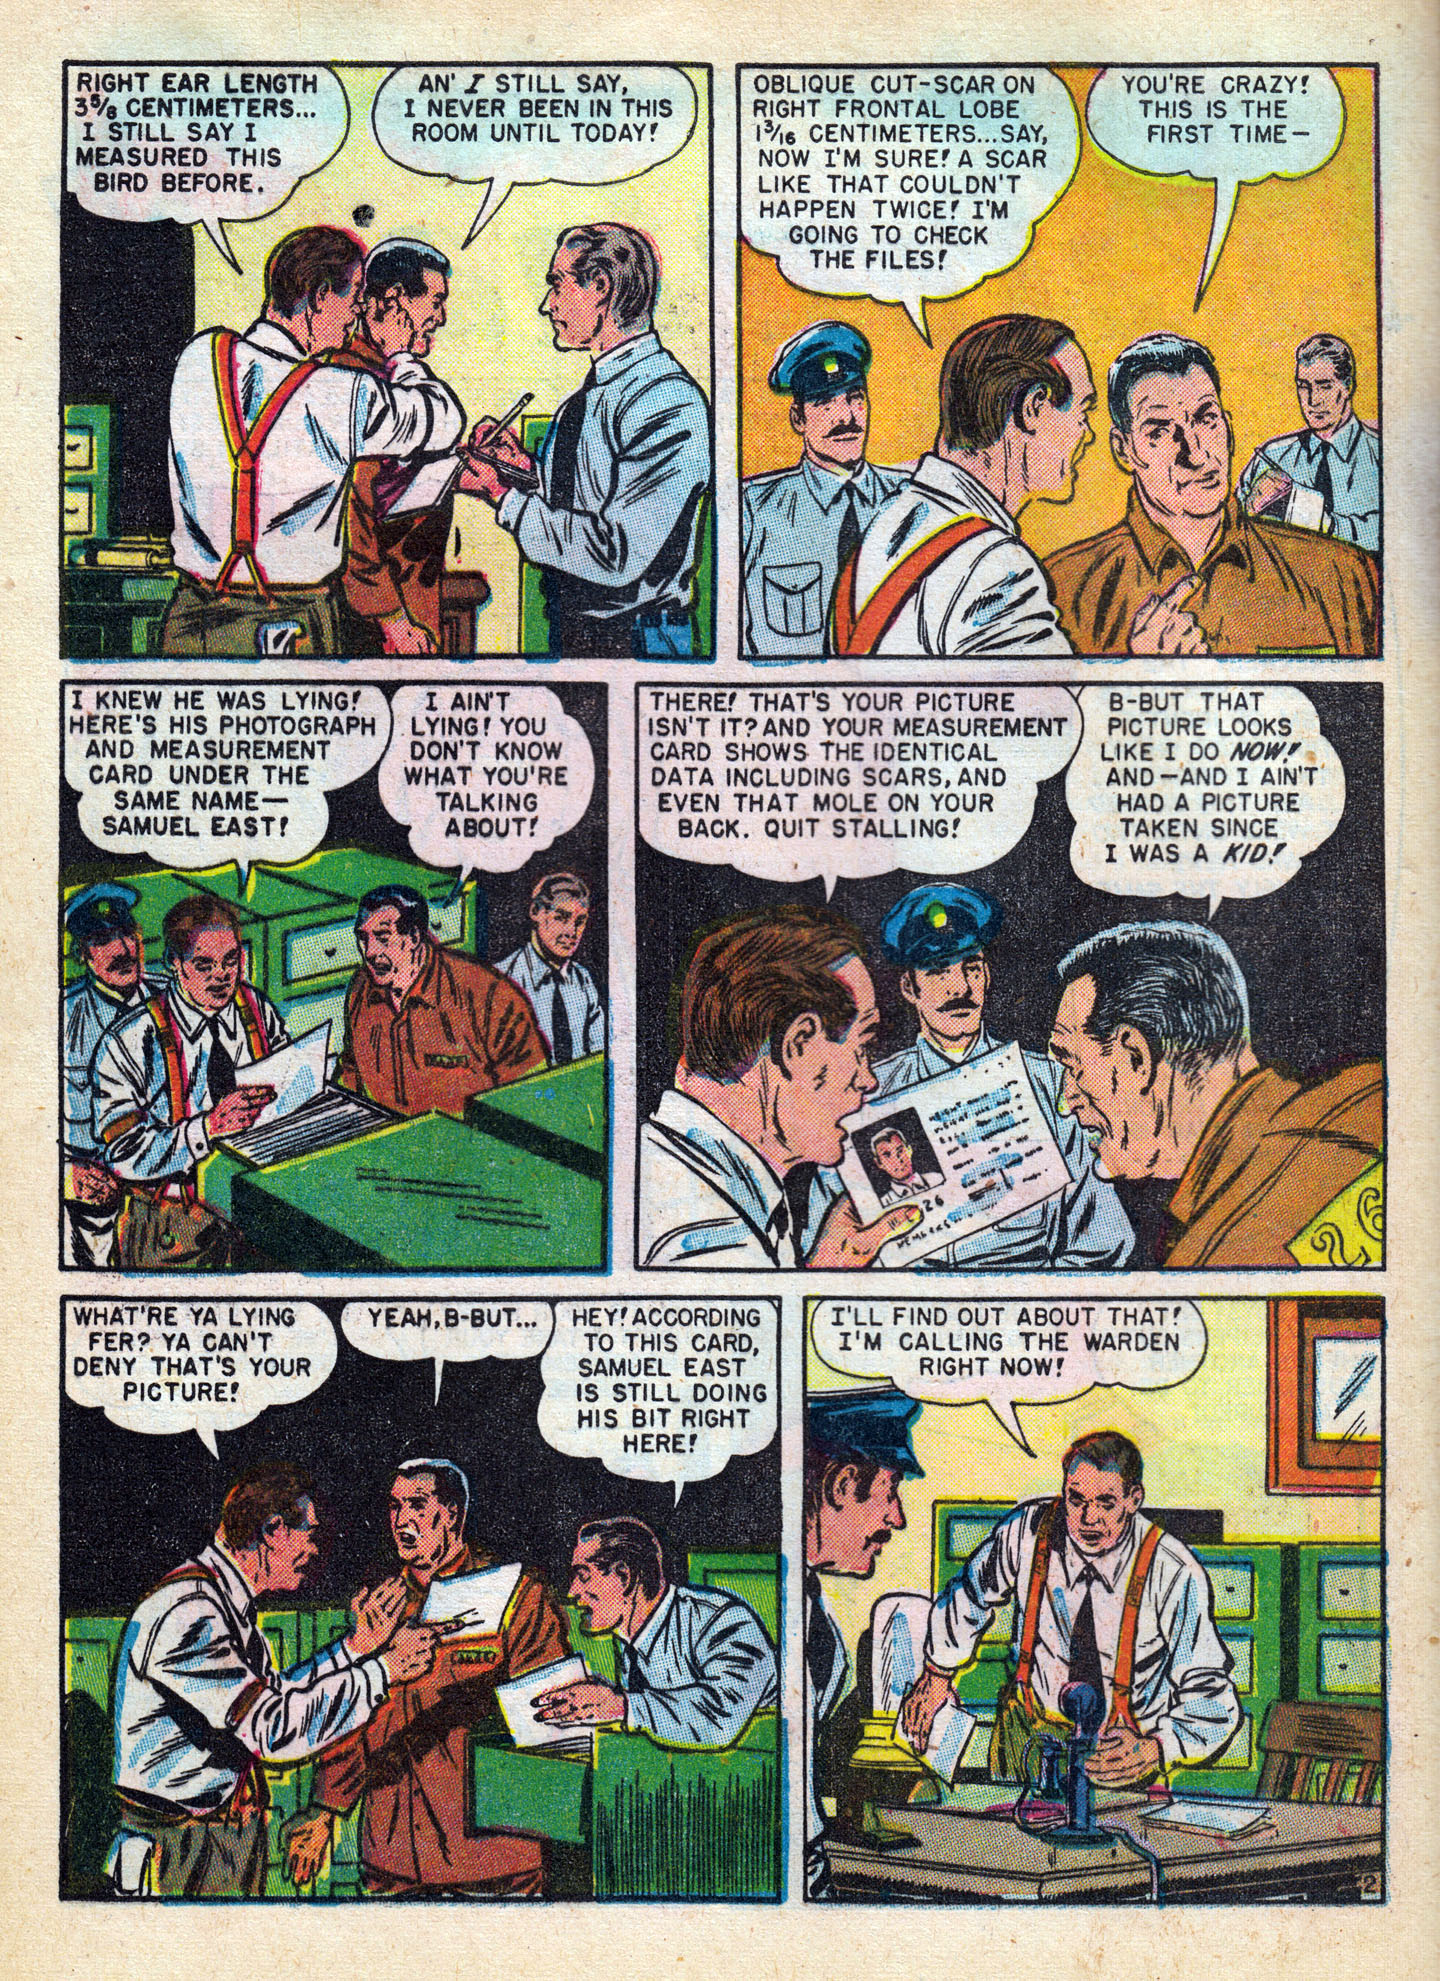 RIGHT EAR LENGTH
3 5/8 CENTIMETERS...
I STILL SAY I
MEASURED THIS
BIRD BEFORE.
AN' I STILL SAY,
I NEVER BEEN IN THIS
ROOM UNTIL TODAY!
OBLIQUE CUT-SCAR ON
RIGHT FRONTAL LOBE
1 3/16 CENTIMETERS...SAY,
NOW I'M SURE! A SCAR
LIKE THAT COULDN'T
HAPPEN TWICE! I'M
GOING TO CHECK
THE FILES!
YOU'RE CRAZY!
THIS IS THE
FIRST TIME—
I KNEW HE WAS LYING!
HERE'S HIS PHOTOGRAPH
AND MEASUREMENT
CARD UNDER THE
SAME NAME—
SAMUEL EAST!
I AIN'T
LYING! YOU
DON'T KNOW
WHAT YOU'RE
TALKING
ABOUT!
THERE! THAT'S YOUR PICTURE
ISN'T IT? AND YOUR MEASUREMENT
CARD SHOWS THE IDENTICAL
DATA INCLUDING SCARS, AND
EVEN THAT MOLE ON YOUR
BACK. QUIT STALLING!
B-BUT THAT
PICTURE LOOKS
LIKE I DO NOW!
AND—AND I AIN'T
HAD A PICTURE
TAKEN SINCE
I WAS A KID!
26
WHAT'RE YA LYING
FER? YA CAN'T
DENY THAT'S YOUR
PICTURE!
YEAH, B-BUT...
HEY! ACCORDING
TO THIS CARD,
SAMUEL EAST
IS STILL DOING
HIS BIT RIGHT
HERE!
I'LL FIND OUT ABOUT THAT!
I'M CALLING THE WARDEN
RIGHT NOW!
2